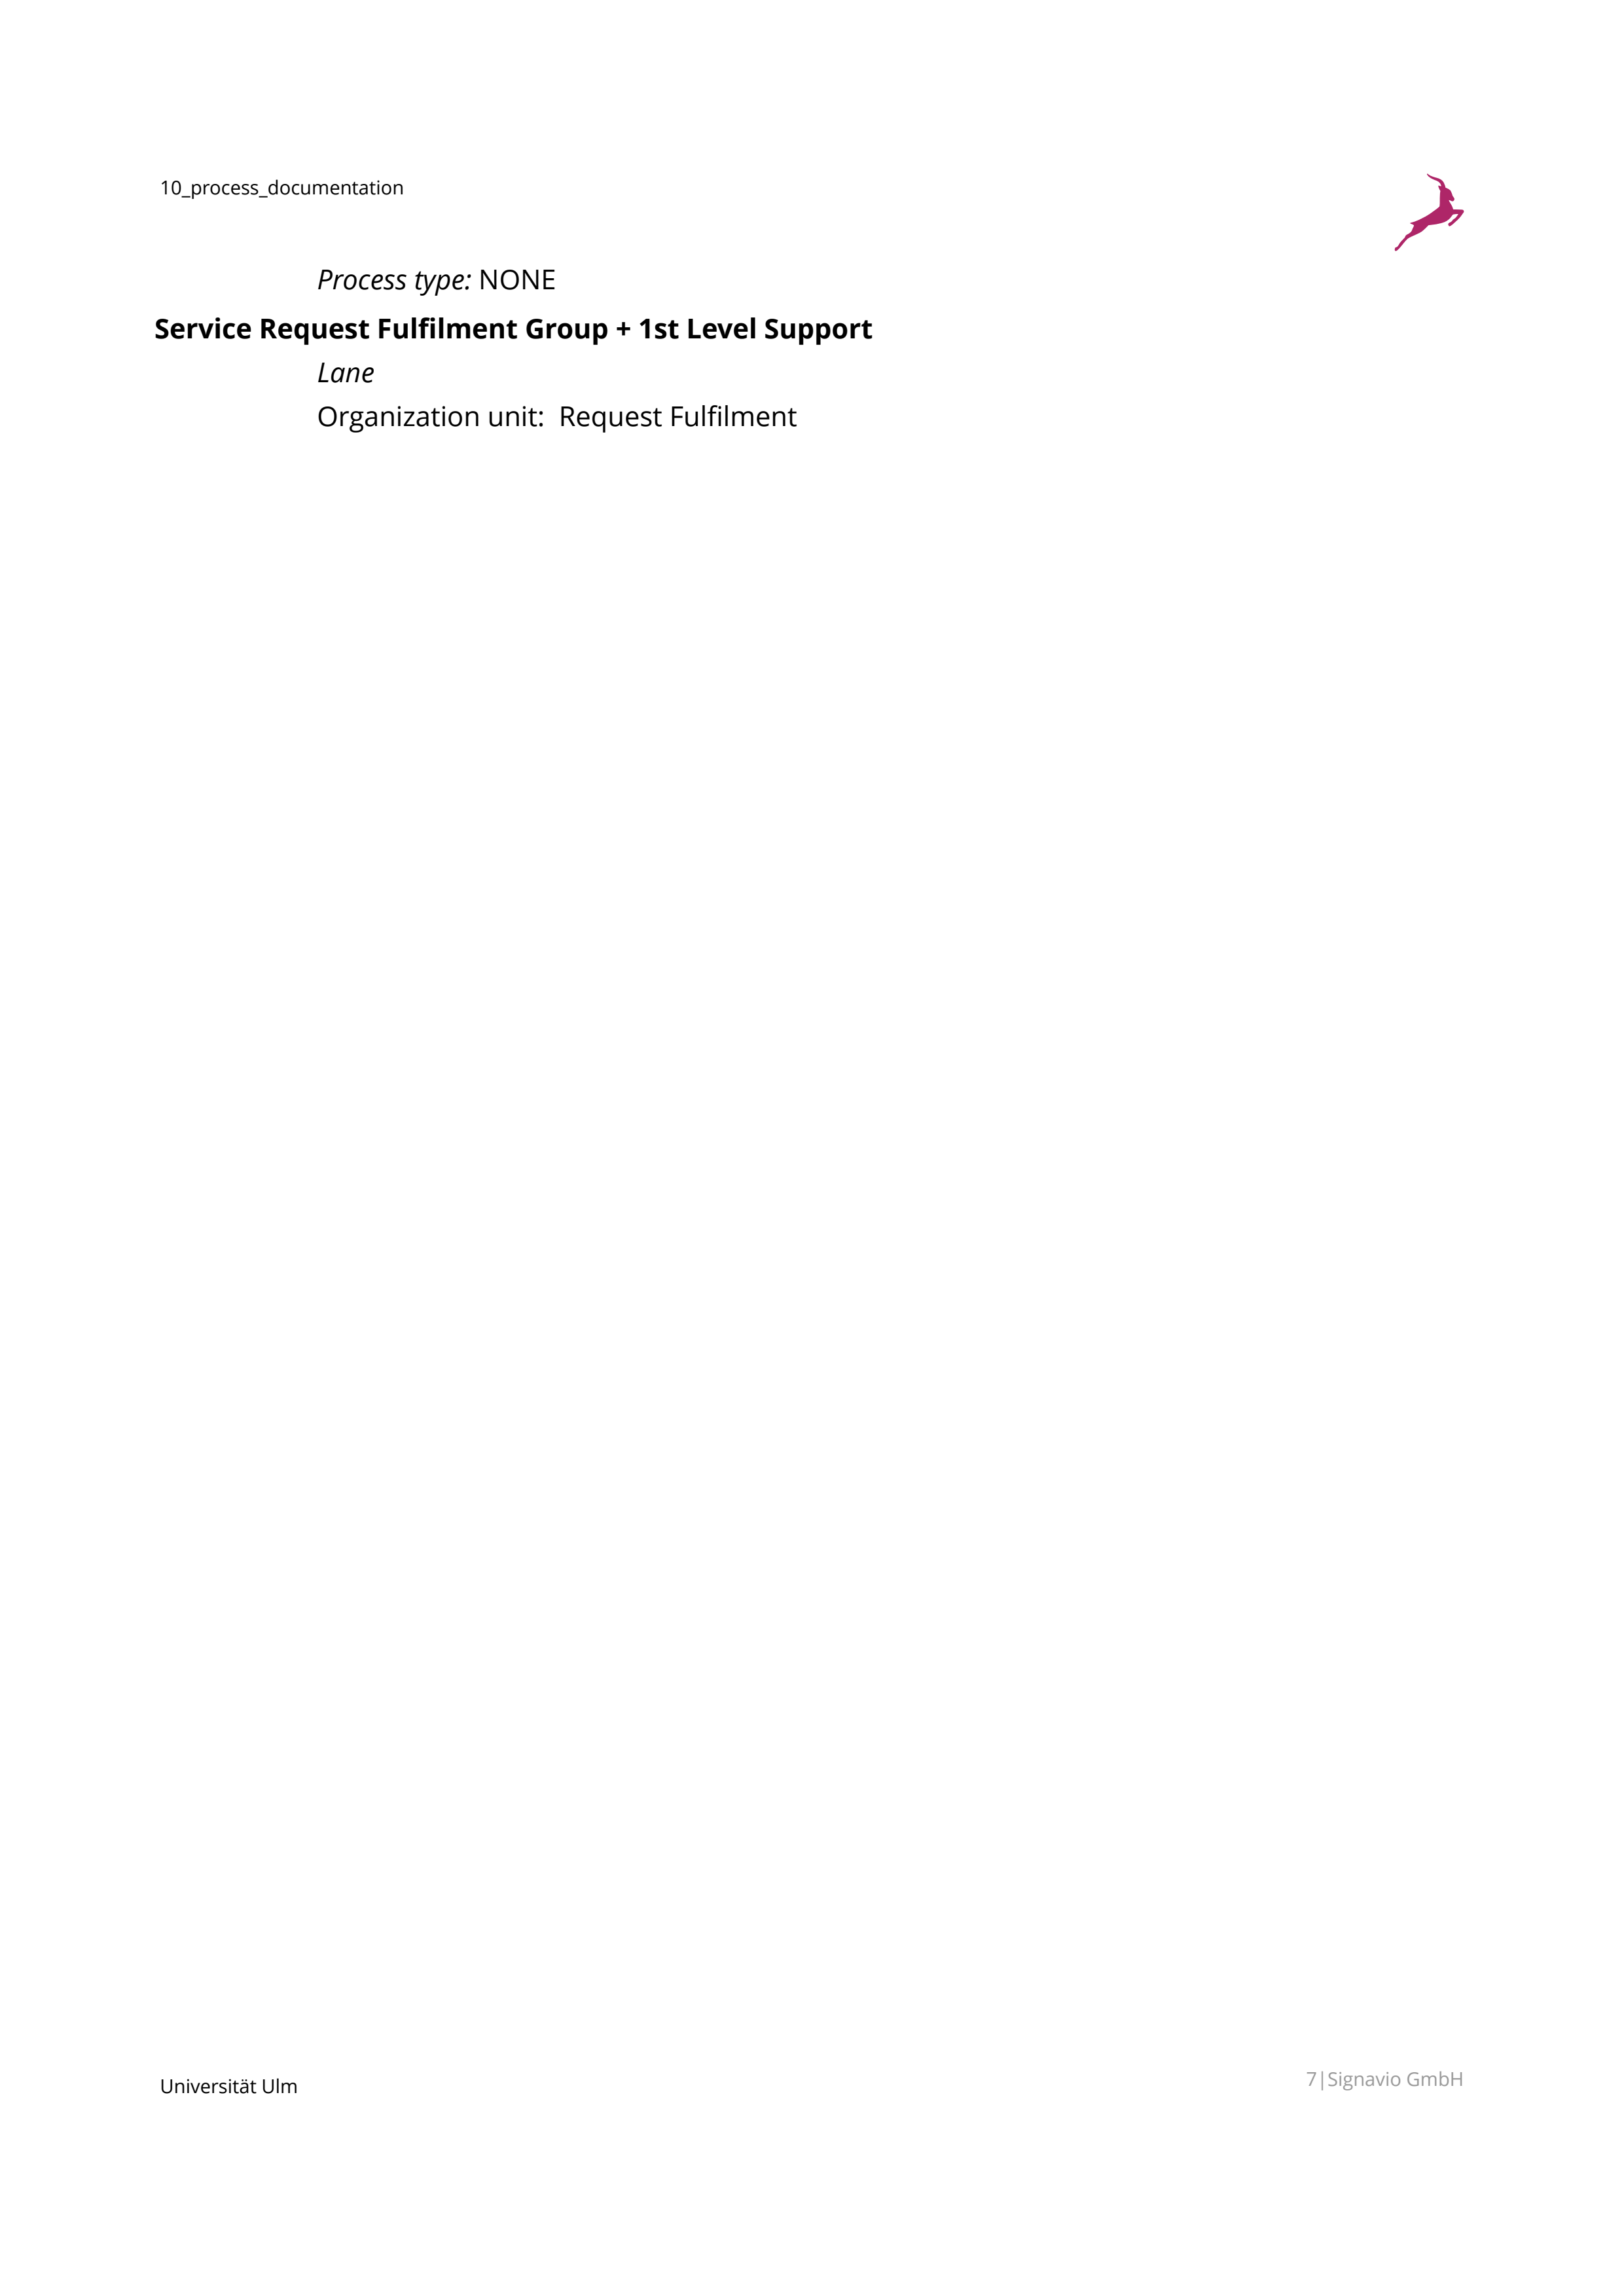 10_process_documentation
Process type: NONE
Service Request Fulfilment Group + 1st Level Support
Lane
Organization unit:  Request Fulfilment
Universität Ulm
7|Signavio GmbH